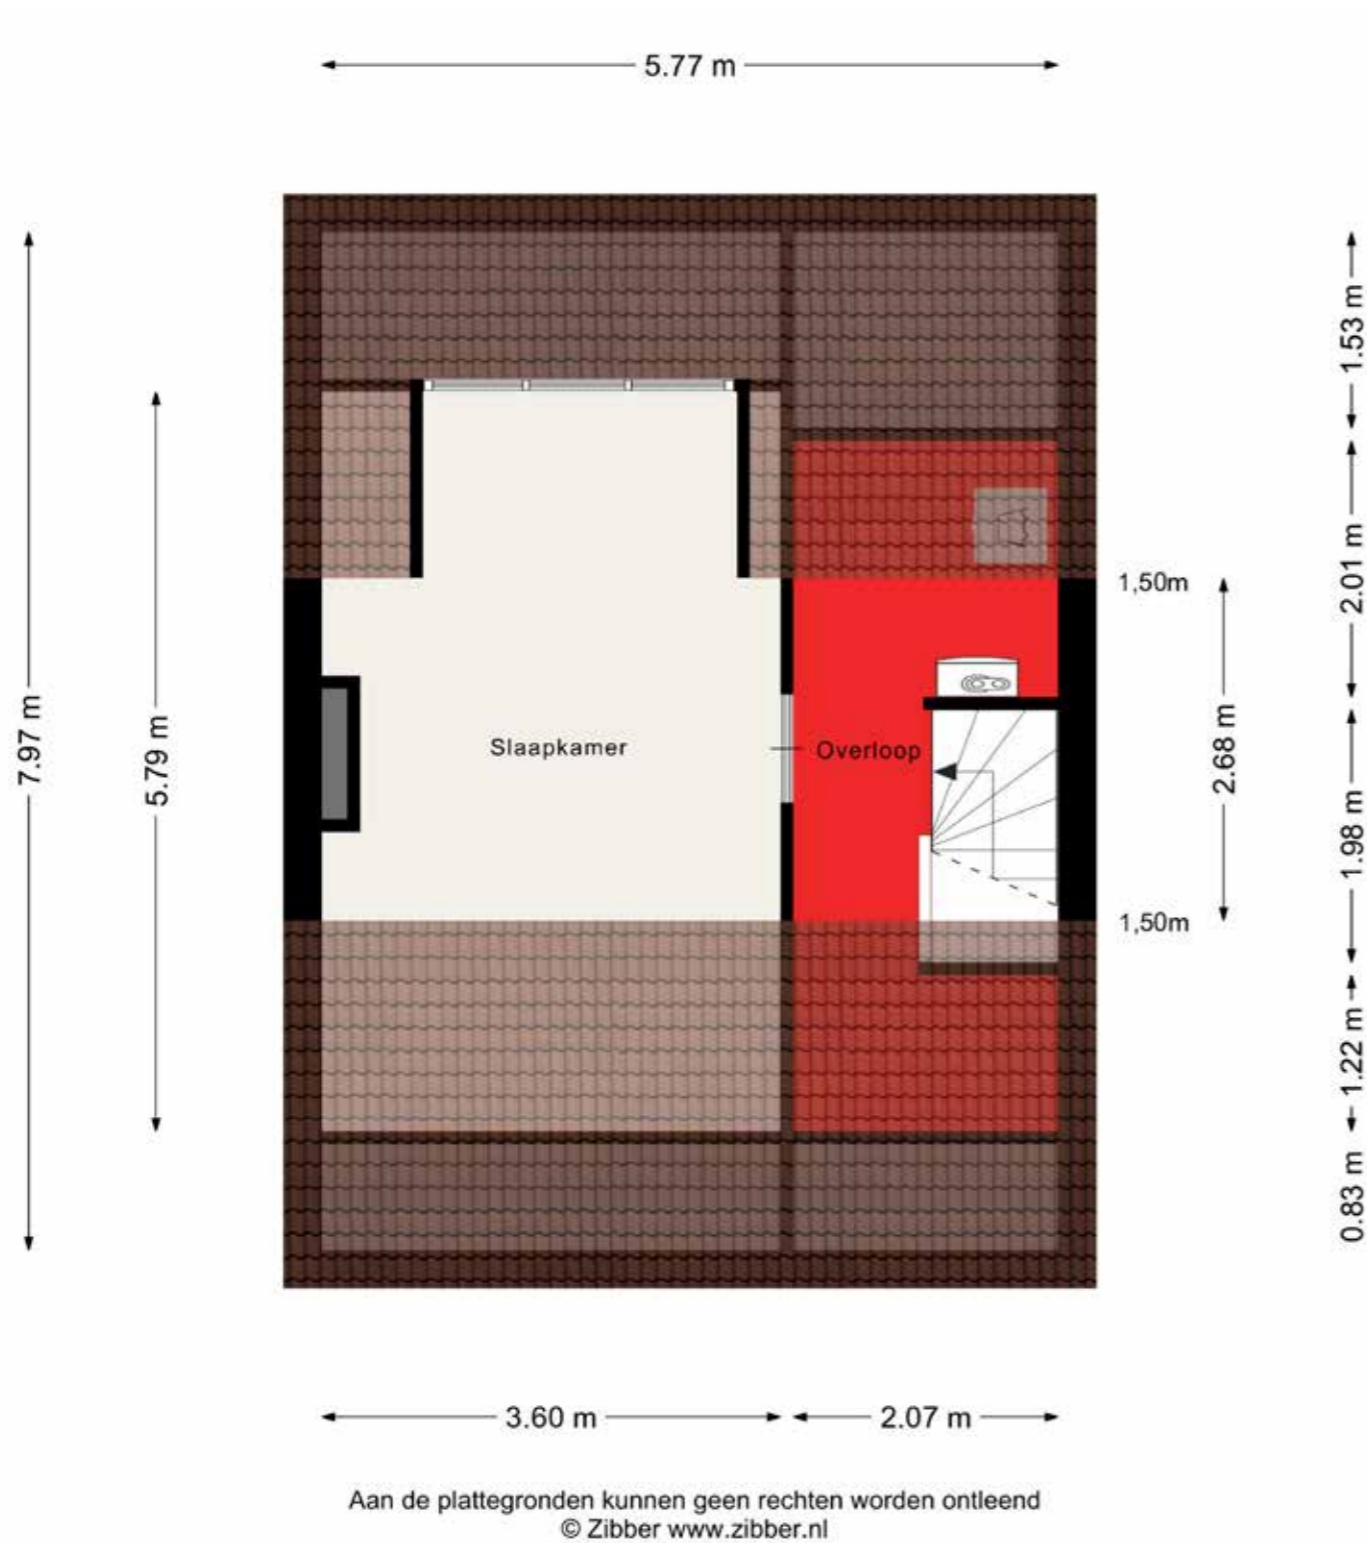 5.77 m
1.53 m
2.01 m
1,50m
7.97 m
5.79 m
Slaapkamer
Overloop
2.68 m
1.98 m
1,50m
1.22 m
0.83 m
3.60 m
2.07 m
Aan de plattegronden kunnen geen rechten worden ontleend
© Zibber www.zibber.nl